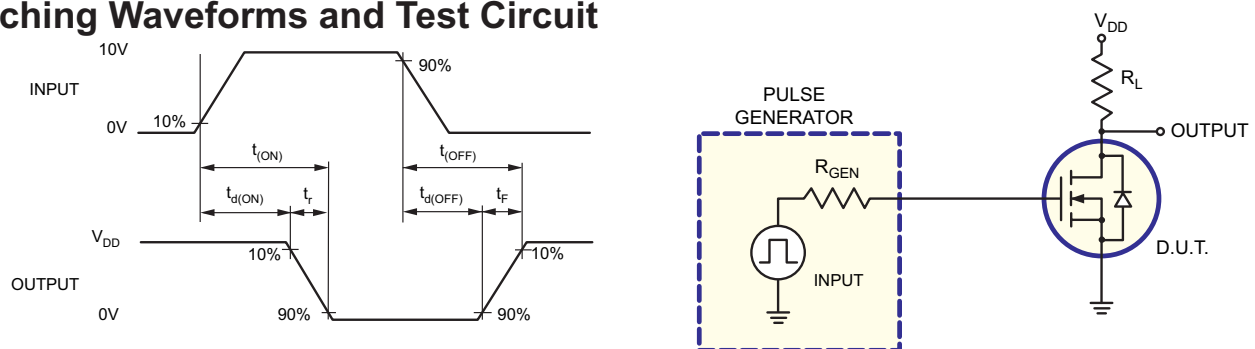 ching Waveforms and Test Circuit
10V
INPUT
90%
10%
0V
t(ON)
t(OFF)
td(ON)
tr
td(OFF)
tF
VDD
10%
10%
OUTPUT
0V
90%
90%
VDD
RL
PULSE
GENERATOR
OUTPUT
RGEN
D.U.T.
INPUT